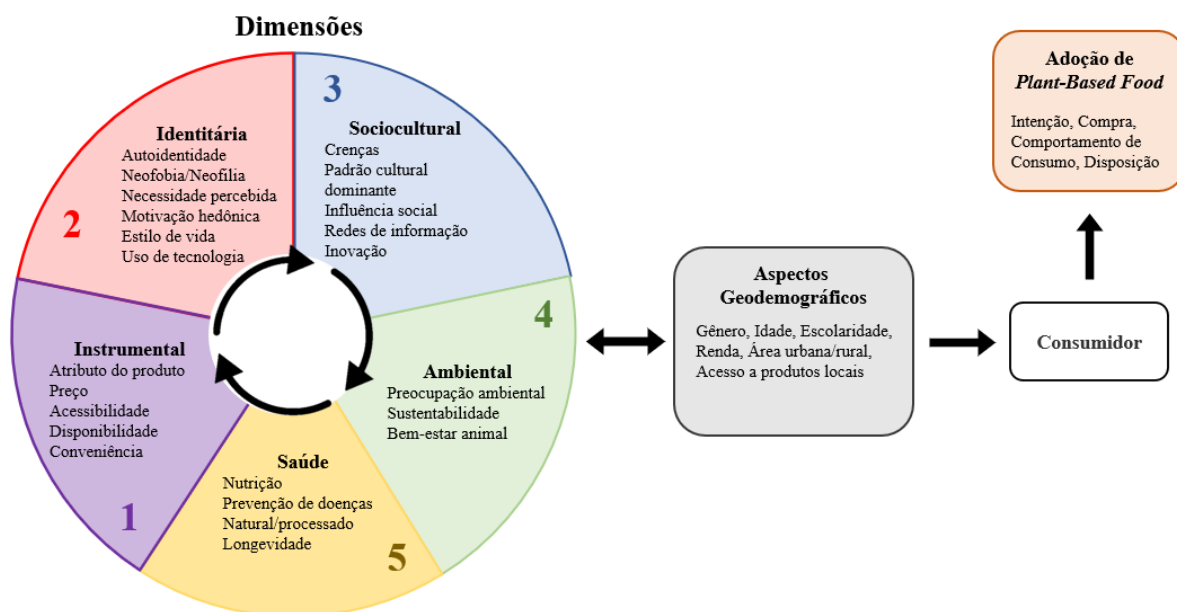 Dimensões
2
Identitária
Autoidentidade
Neofobia/Neofilia
Necessidade percebida
Motivação hedônica
Estilo de vida
Uso de tecnologia
3
Sociocultural
Crenças
Padrão cultural
dominante
Influência social
Redes de informação
Inovação
1
Instrumental
Atributo do produto
Preço
Acessibilidade
Disponibilidade
Conveniência
4
Ambiental
Preocupação ambiental
Sustentabilidade
Bem-estar animal
Saúde
Nutrição
Prevenção de doenças
Natural/processado
Longevidade
5
Aspectos
Geodemográficos
Gênero, Idade, Escolaridade,
Renda, Área urbana/rural,
Acesso a produtos locais
Consumidor
Adoção de
Plant-Based Food
Intenção, Compra,
Comportamento de
Consumo, Disposição